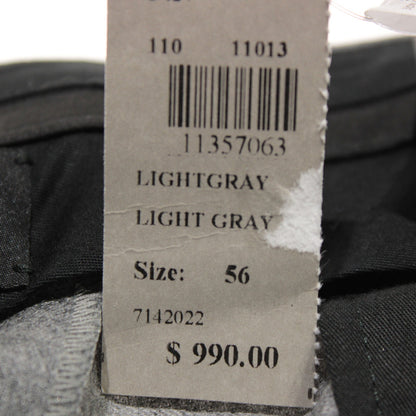 110 11013
11357063
LIGHTGRAY
LIGHT GRAY
Size: 56
7142022
$ 990.00